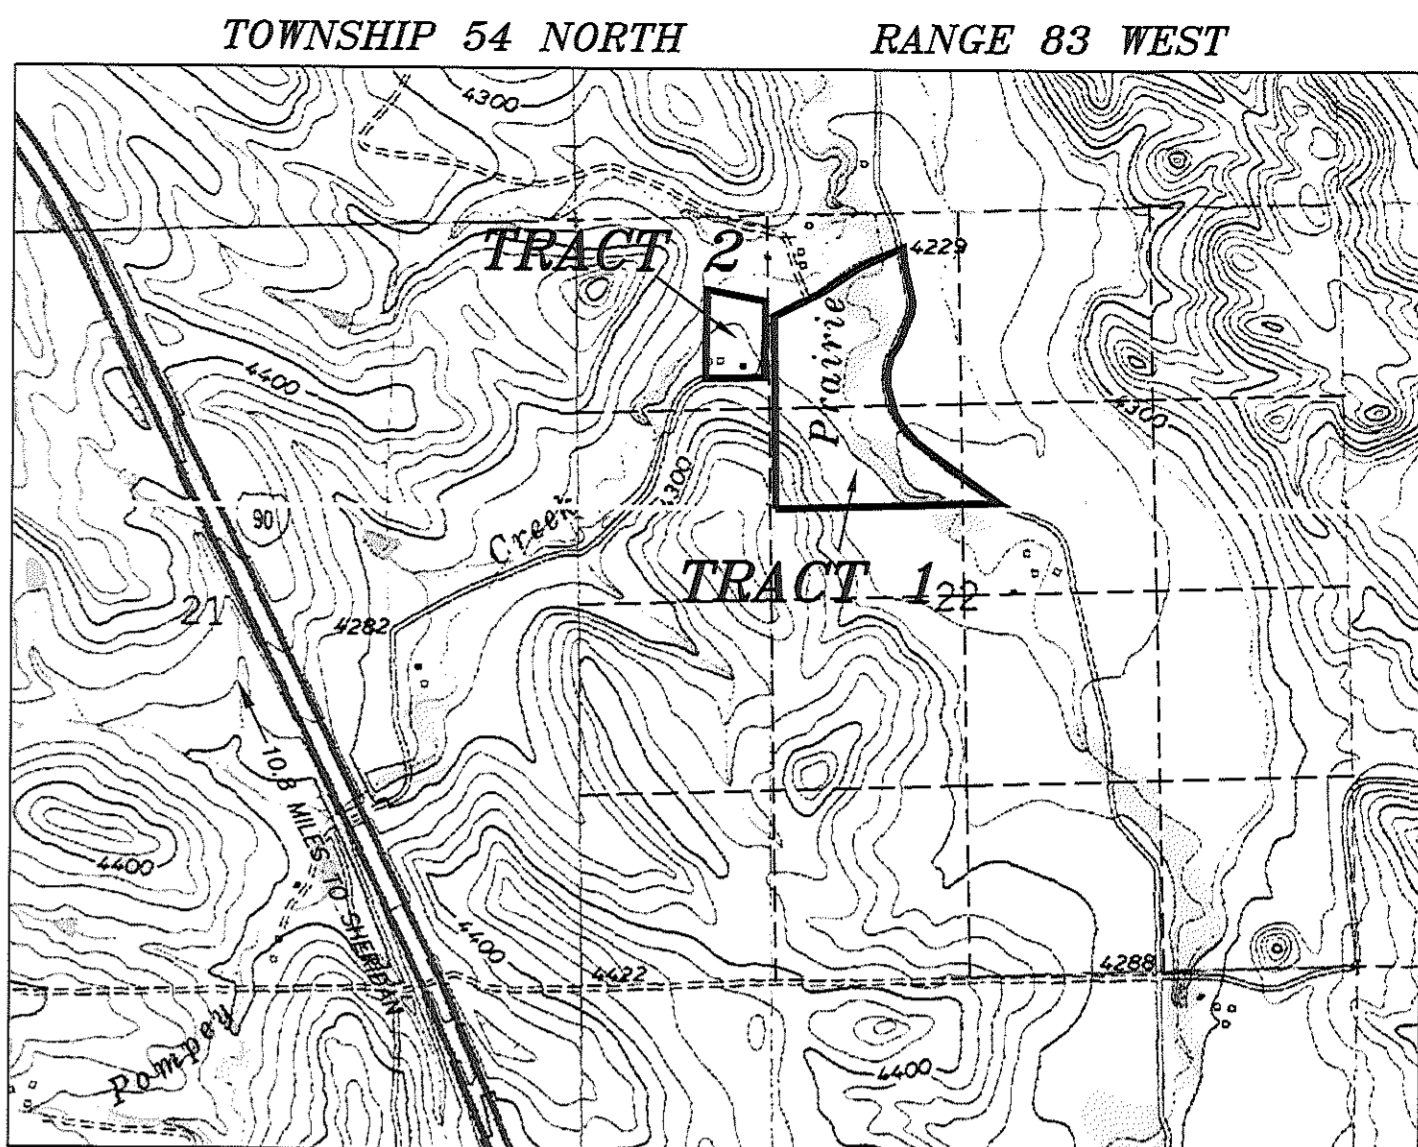 TOWNSHIP 54 NORTH RANGE 83 WEST
4300
TRACT 2
4229
Prairie
4400
4300
4300
90
Creek
TRACT 1
22
21
4282
10.8 MILES TO SHERIDAN
4400
4400
4422
4288
Pompey
4400